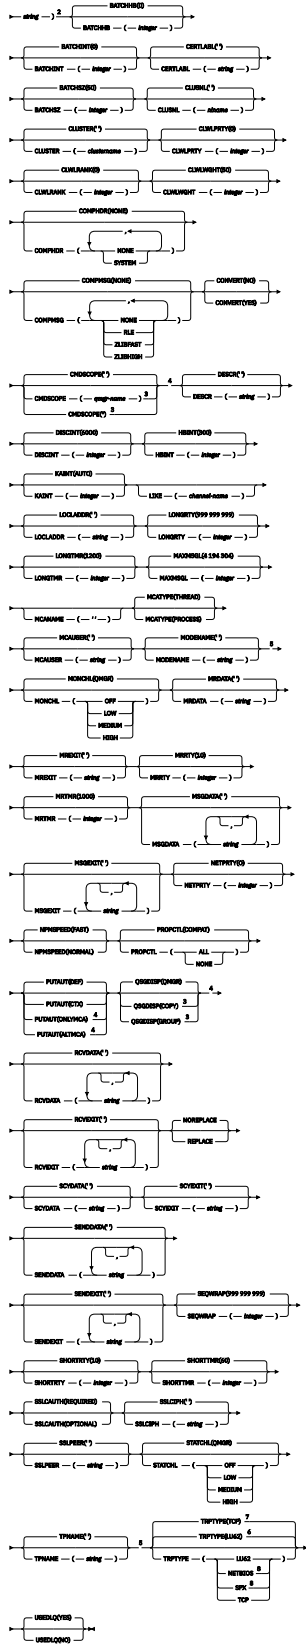 BATCHHB(0)
string ) 2 BATCHHB ( integer )
BATCHINT(0) CERTLABL(' ')
BATCHINT ( integer ) CERTLABL ( string )
BATCHSZ(50) CLUSNL(' ')
BATCHSZ ( integer ) CLUSNL ( nlname )
CLUSTER(' ') CLWLPRTY(0)
CLUSTER ( clustername ) CLWLPRTY ( integer )
CLWLRANK(0) CLWLWGHT(50)
CLWLRANK ( integer ) CLWLWGHT ( integer )
COMPHDR(NONE)
,
COMPHDR ( NONE )
SYSTEM
COMPMSG(NONE) CONVERT(NO)
, CONVERT(YES)
COMPMSG ( NONE )
RLE
ZLIBFAST
ZLIBHIGH
CMDSCOPE(' ') 4 DESCR(' ')
CMDSCOPE ( qmgr-name ) 3 DESCR ( string )
CMDSCOPE(*) 3
DISCINT(6000) HBINT(300)
DISCINT ( integer ) HBINT ( integer )
KAINT(AUTO)
KAINT ( integer ) LIKE ( channel-name )
LOCLADDR(' ') LONGRTY(999 999 999)
LOCLADDR ( string ) LONGRTY ( integer )
LONGTMR(1200) MAXMSGL(4 194 304)
LONGTMR ( integer ) MAXMSGL ( integer )
MCATYPE(THREAD)
MCANAME ( ' ' ) MCATYPE(PROCESS)
MCAUSER(' ') MODENAME(' ') 5
MCAUSER ( string ) MODENAME ( string )
MONCHL(QMGR) MRDATA(' ')
MONCHL ( OFF ) MRDATA ( string )
LOW
MEDIUM
HIGH
MREXIT(' ') MRRTY(10)
MREXIT ( string ) MRRTY ( integer )
MRTMR(1000) MSGDATA(' ')
MRTMR ( integer ) ,
MSGDATA ( string )
MSGEXIT(' ') NETPRTY(0)
, NETPRTY ( integer )
MSGEXIT ( string )
NPMSPEED(FAST) PROPCTL(COMPAT)
NPMSPEED(NORMAL) PROPCTL ( ALL )
NONE
PUTAUT(DEF) QSGDISP(QMGR) 4
PUTAUT(CTX) QSGDISP(COPY) 3
PUTAUT(ONLYMCA) 4 QSGDISP(GROUP) 3
PUTAUT(ALTMCA) 4
RCVDATA(' ')
,
RCVDATA ( string )
RCVEXIT(' ') NOREPLACE
, REPLACE
RCVEXIT ( string )
SCYDATA(' ') SCYEXIT(' ')
SCYDATA ( string ) SCYEXIT ( string )
SENDDATA(' ')
,
SENDDATA ( string )
SENDEXIT(' ') SEQWRAP(999 999 999)
, SEQWRAP ( integer )
SENDEXIT ( string )
SHORTRTY(10) SHORTTMR(60)
SHORTRTY ( integer ) SHORTTMR ( integer )
SSLCAUTH(REQUIRED) SSLCIPH(' ')
SSLCAUTH(OPTIONAL) SSLCIPH ( string )
SSLPEER(' ') STATCHL(QMGR)
SSLPEER ( string ) STATCHL ( OFF )
LOW
MEDIUM
HIGH
TRPTYPE(TCP) 7
TPNAME(' ') 5 TRPTYPE(LU62) 6
TPNAME ( string ) TRPTYPE ( LU62 )
NETBIOS 8
SPX 8
TCP
USEDLQ(YES)
USEDLQ(NO)